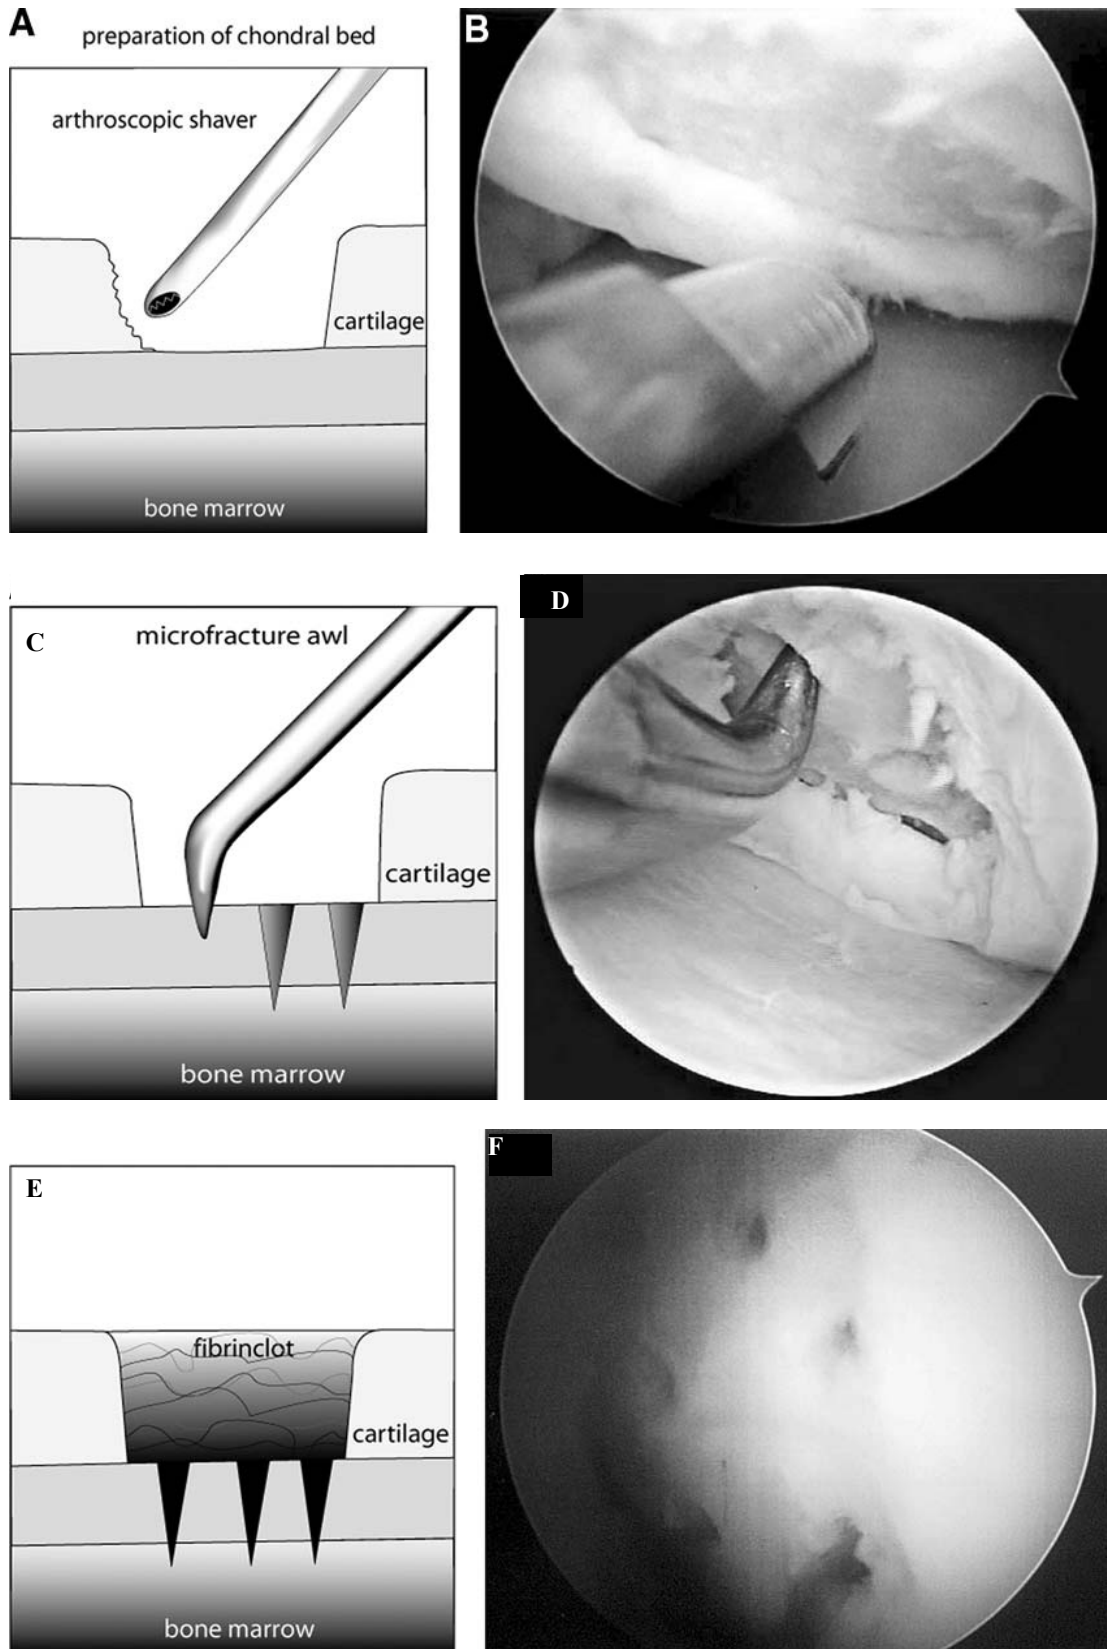 A
preparation of chondral bed
arthroscopic shaver
cartilage
bone marrow
B
C
microfracture awl
cartilage
bone marrow
D
E
fibrinclot
cartilage
bone marrow
F